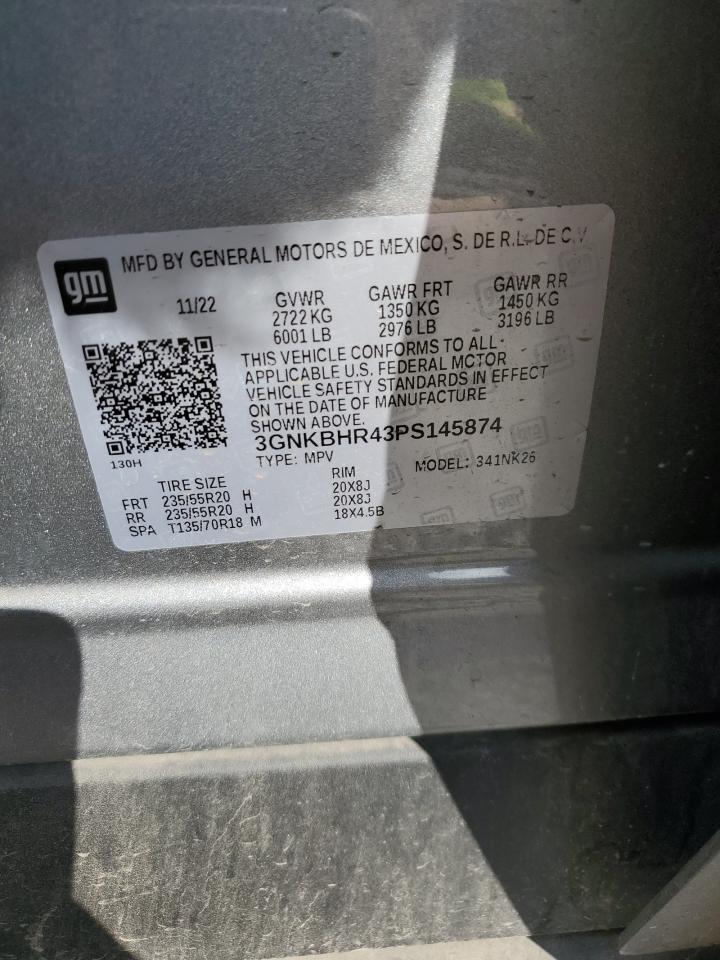 gm
MFD BY GENERAL MOTORS DE MEXICO, S. DE R.L. DE C.V
11/22 GVWR GAWR FRT GAWR RR
2722 KG 1350 KG 1450 KG
6001 LB 2976 LB 3196 LB
THIS VEHICLE CONFORMS TO ALL
APPLICABLE U.S. FEDERAL MOTOR
VEHICLE SAFETY STANDARDS IN EFFECT
ON THE DATE OF MANUFACTURE
SHOWN ABOVE.
3GNKBHR43PS145874
130H
TYPE: MPV MODEL: 341NK26
TIRE SIZE RIM
FRT 235/55R20 H 20X8J
RR 235/55R20 H 20X8J
SPA T135/70R18 M 18X4.5B